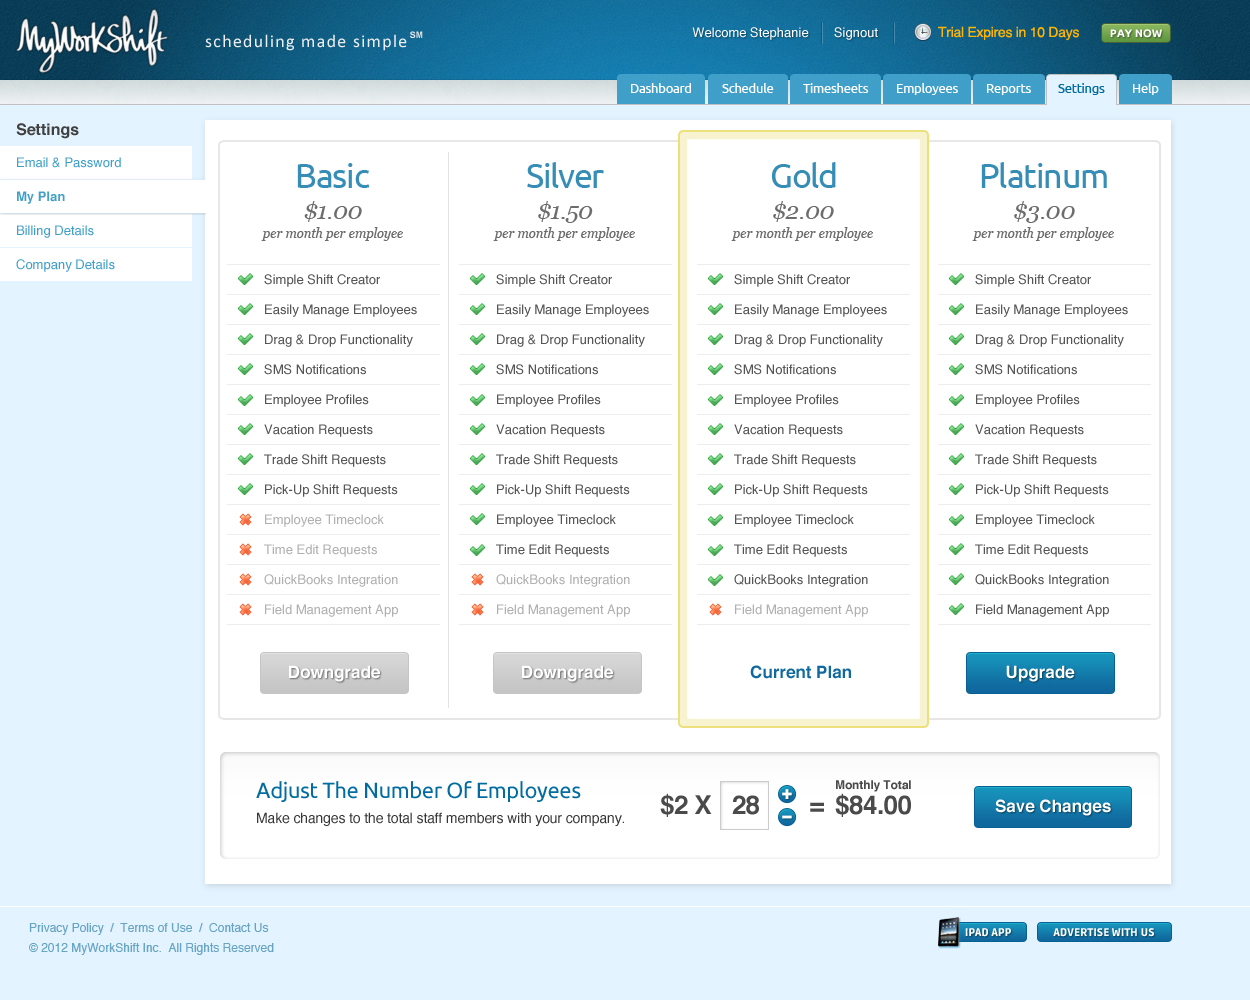 MyWorkShift
scheduling made simple℠
Welcome Stephanie
Signout
Trial Expires in 10 Days
PAY NOW
Dashboard
Schedule
Timesheets
Employees
Reports
Settings
Help
Settings
Email & Password
My Plan
Billing Details
Company Details
Basic
$1.00
per month per employee
Simple Shift Creator
Easily Manage Employees
Drag & Drop Functionality
SMS Notifications
Employee Profiles
Vacation Requests
Trade Shift Requests
Pick-Up Shift Requests
Employee Timeclock
Time Edit Requests
QuickBooks Integration
Field Management App
Downgrade
Silver
$1.50
per month per employee
Simple Shift Creator
Easily Manage Employees
Drag & Drop Functionality
SMS Notifications
Employee Profiles
Vacation Requests
Trade Shift Requests
Pick-Up Shift Requests
Employee Timeclock
Time Edit Requests
QuickBooks Integration
Field Management App
Downgrade
Gold
$2.00
per month per employee
Simple Shift Creator
Easily Manage Employees
Drag & Drop Functionality
SMS Notifications
Employee Profiles
Vacation Requests
Trade Shift Requests
Pick-Up Shift Requests
Employee Timeclock
Time Edit Requests
QuickBooks Integration
Field Management App
Current Plan
Platinum
$3.00
per month per employee
Simple Shift Creator
Easily Manage Employees
Drag & Drop Functionality
SMS Notifications
Employee Profiles
Vacation Requests
Trade Shift Requests
Pick-Up Shift Requests
Employee Timeclock
Time Edit Requests
QuickBooks Integration
Field Management App
Upgrade
Adjust The Number Of Employees
Make changes to the total staff members with your company.
$2 X 28 =
Monthly Total
$84.00
Save Changes
Privacy Policy / Terms of Use / Contact Us
© 2012 MyWorkShift Inc. All Rights Reserved
IPAD APP
ADVERTISE WITH US